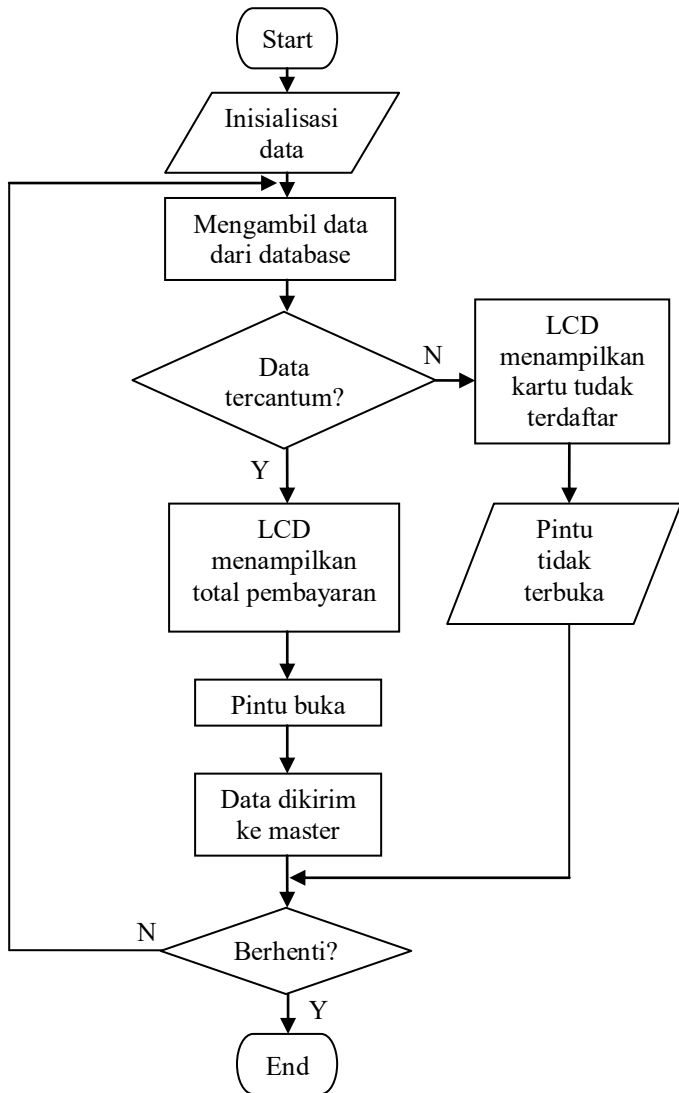 Start
Inisialisasi
data
Mengambil data
dari database
Data
tercantum?
N
LCD
menampilkan
kartu tudak
terdaftar
Y
LCD
menampilkan
total pembayaran
Pintu
tidak
terbuka
Pintu buka
Data dikirim
ke master
N
Berhenti?
Y
End